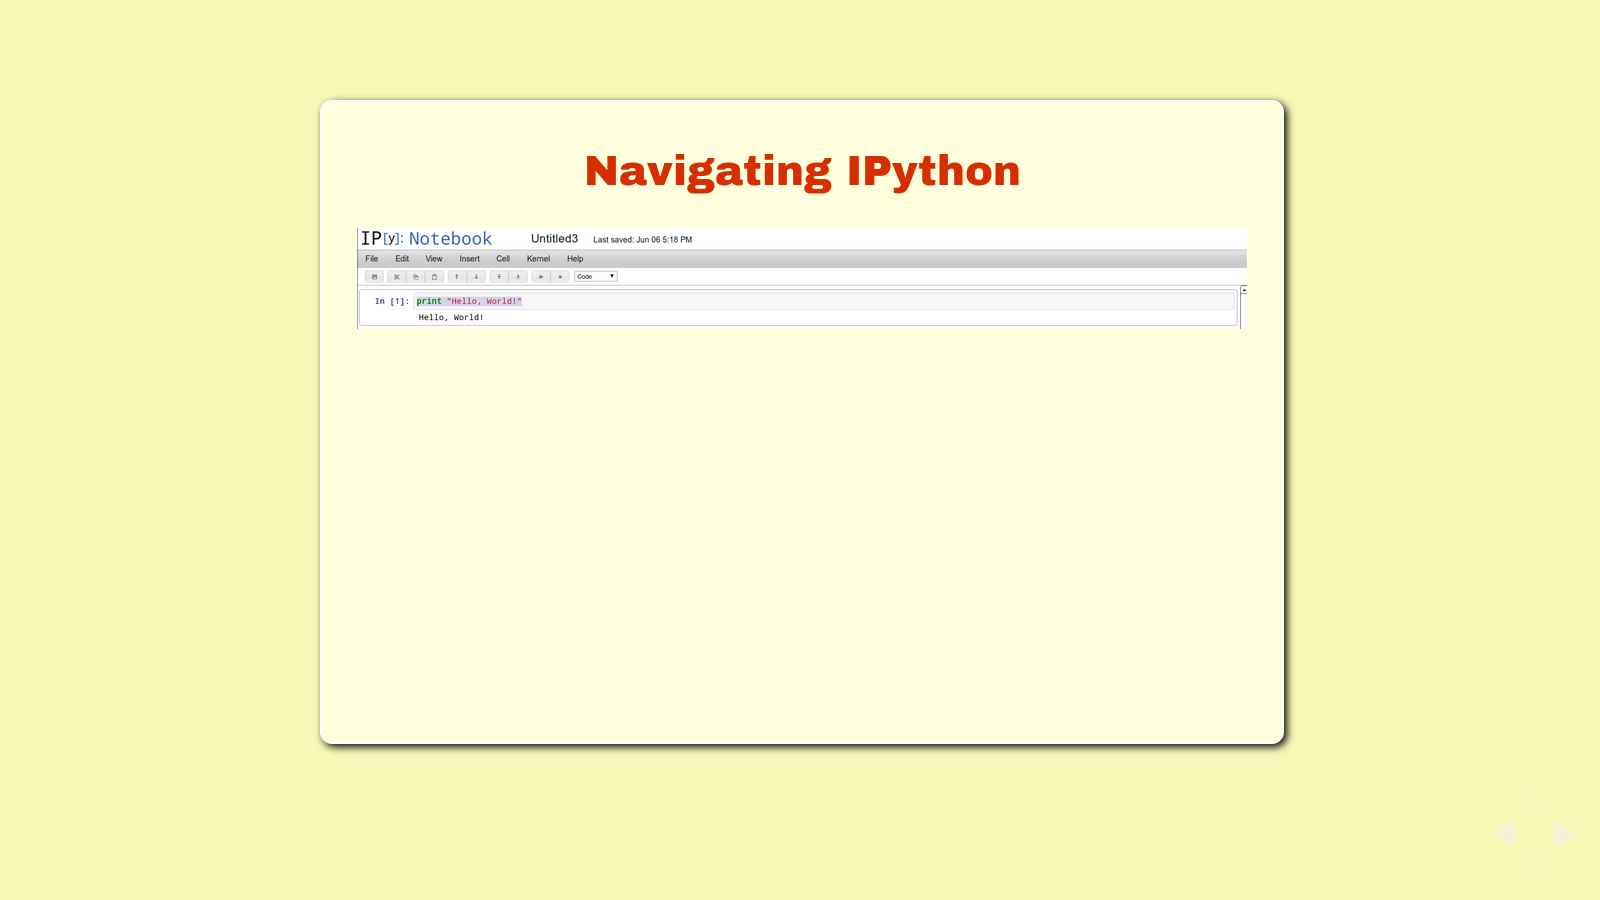 Navigating IPython
IP[y]: Notebook Untitled3 Last saved: Jun 06 5:18 PM
File Edit View Insert Cell Kernel Help
Code
In [1]: print "Hello, World!"
Hello, World!